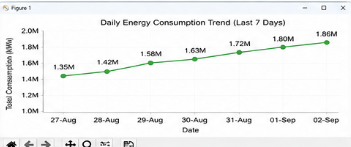 Figure 1
Daily Energy Consumption Trend (Last 7 Days)
Total Consumption (kWs)
2.0M
1.8M
1.6M
1.4M
1.2M
1.0M
1.35M
1.42M
1.58M
1.63M
1.72M
1.80M
1.86M
27-Aug 28-Aug 29-Aug 30-Aug 31-Aug 01-Sep 02-Sep
Date